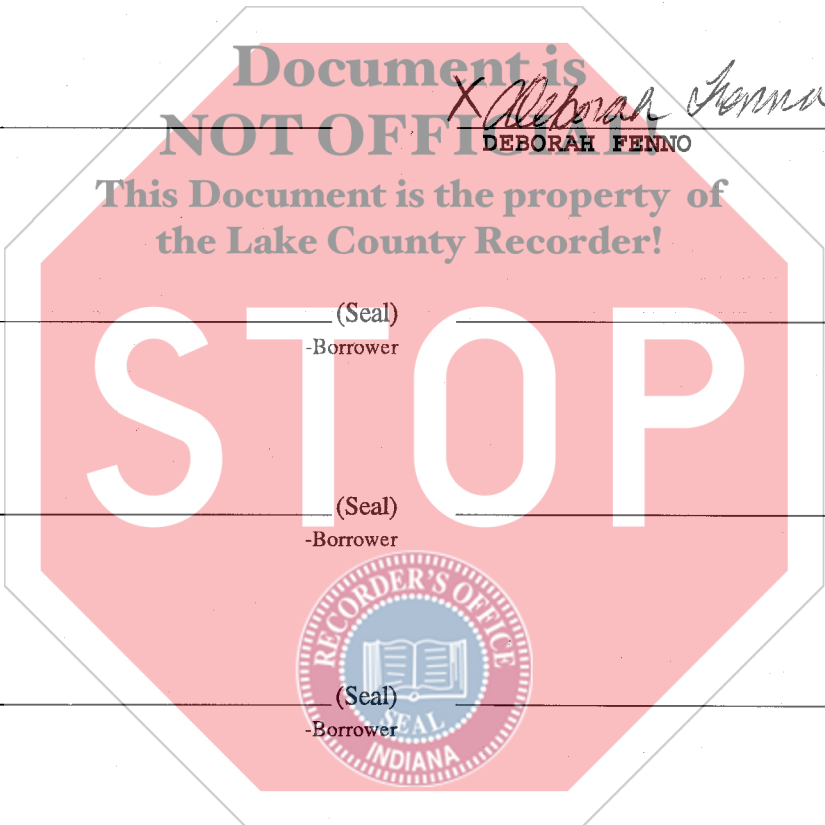 Document is
X Deborah Fenno
NOT OFFICIAL!
DEBORAH FENNO
This Document is the property of
the Lake County Recorder!
(Seal)
-Borrower
STOP
(Seal)
-Borrower
RECORDER'S OFFICE
(Seal)
SEAL
-Borrower
INDIANA